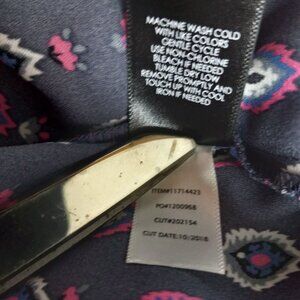 MACHINE WASH COLD
WITH LIKE COLORS
GENTLE CYCLE
USE NON-CHLORINE
BLEACH IF NEEDED
TUMBLE DRY LOW
REMOVE PROMPTLY AND
TOUCH UP WITH COOL
IRON IF NEEDED
ITEM#11714423
PO#1200968
CUT#202154
CUT DATE:10/2018